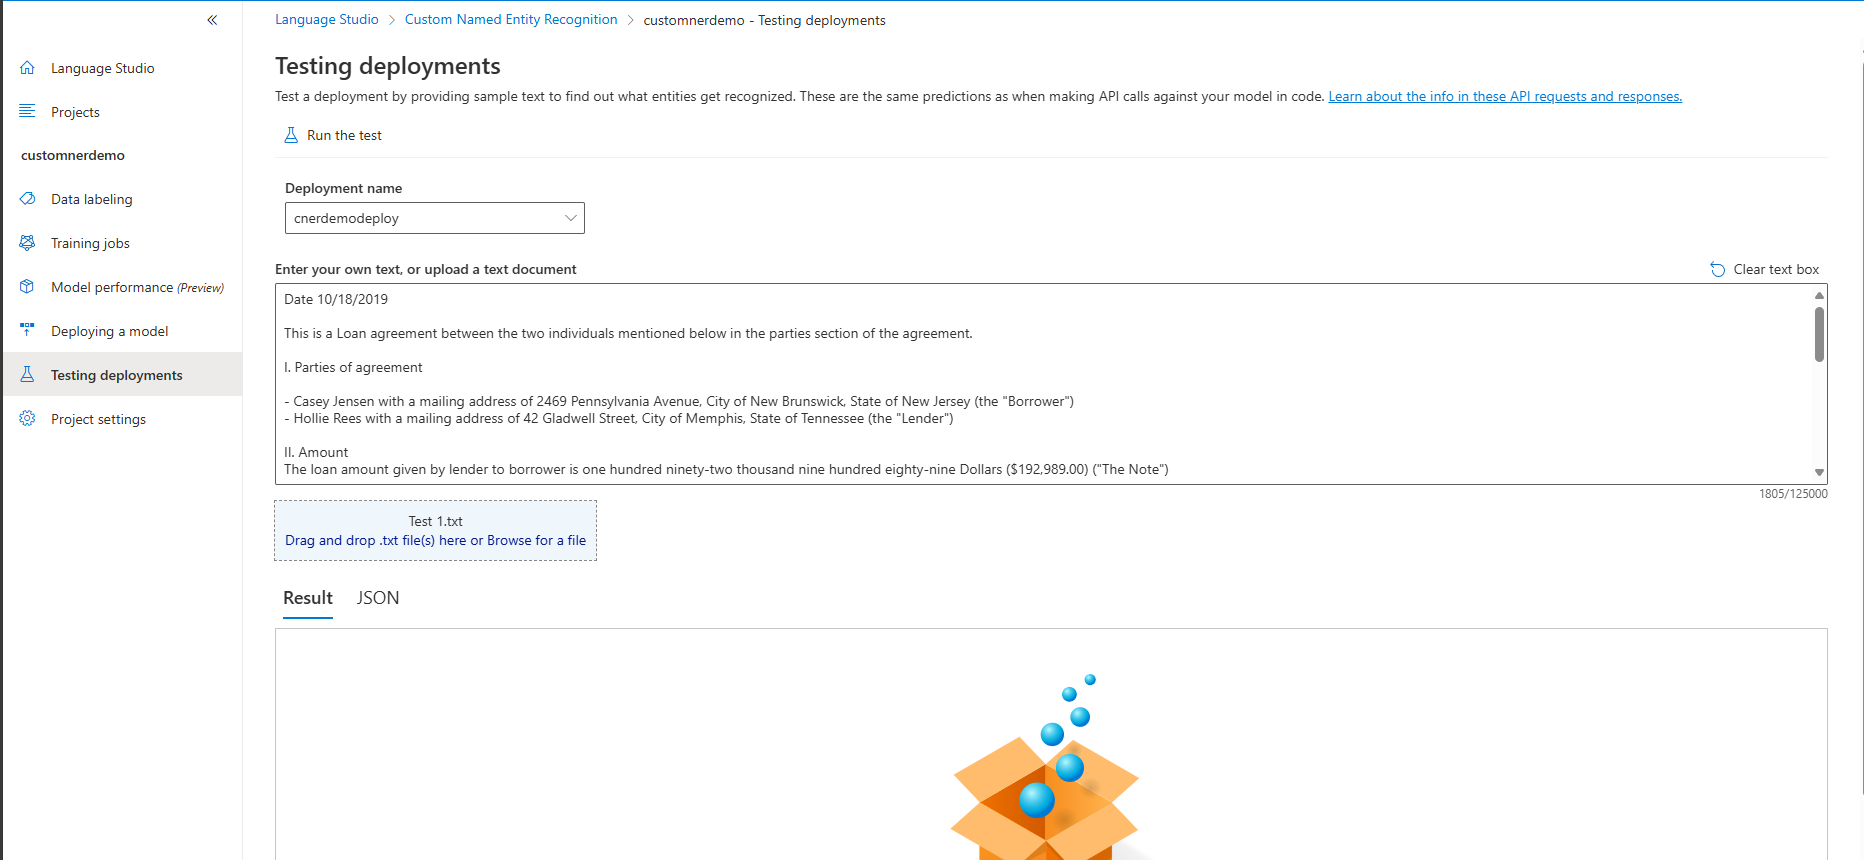 Language Studio
Projects
customnerdemo
Data labeling
Training jobs
Model performance (Preview)
Deploying a model
Testing deployments
Project settings
Language Studio > Custom Named Entity Recognition > customnerdemo - Testing deployments
Testing deployments
Test a deployment by providing sample text to find out what entities get recognized. These are the same predictions as when making API calls against your model in code. Learn about the info in these API requests and responses.
Run the test
Deployment name
cnerdemodeploy
Enter your own text, or upload a text document
Clear text box
Date 10/18/2019
This is a Loan agreement between the two individuals mentioned below in the parties section of the agreement.
I. Parties of agreement
- Casey Jensen with a mailing address of 2469 Pennsylvania Avenue, City of New Brunswick, State of New Jersey (the "Borrower")
- Hollie Rees with a mailing address of 42 Gladwell Street, City of Memphis, State of Tennessee (the "Lender")
II. Amount
The loan amount given by lender to borrower is one hundred ninety-two thousand nine hundred eighty-nine Dollars ($192,989.00) ("The Note")
1805/125000
Test 1.txt
Drag and drop .txt file(s) here or Browse for a file
Result JSON